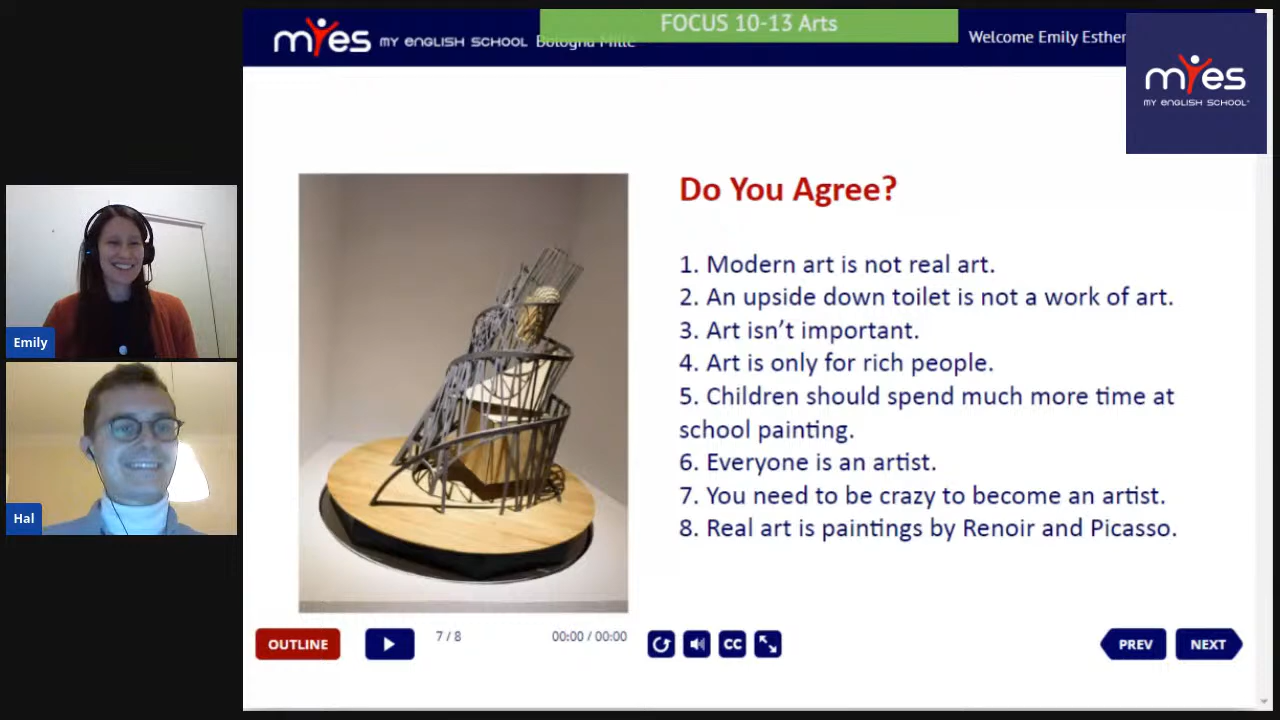 FOCUS 10-13 Arts
myes MY ENGLISH SCHOOL Bologna Mille
Welcome Emily Esther
myes
MY ENGLISH SCHOOL
Do You Agree?
1. Modern art is not real art.
2. An upside down toilet is not a work of art.
3. Art isn't important.
4. Art is only for rich people.
5. Children should spend much more time at
school painting.
6. Everyone is an artist.
7. You need to be crazy to become an artist.
8. Real art is paintings by Renoir and Picasso.
Emily
Hal
OUTLINE
7 / 8
00:00 / 00:00
CC
PREV
NEXT